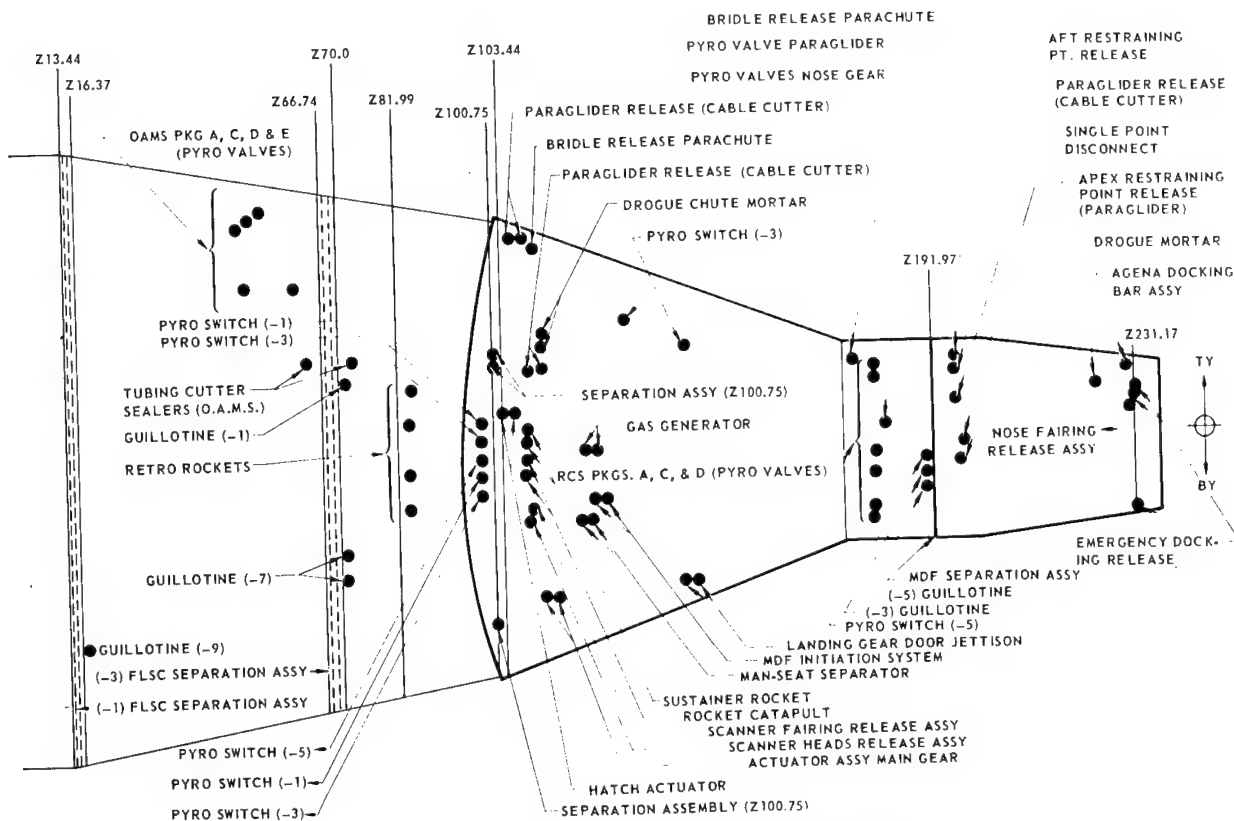 BRIDLE RELEASE PARACHUTE
PYRO VALVE PARAGLIDER
PYRO VALVES NOSE GEAR
AFT RESTRAINING
PT. RELEASE
PARAGLIDER RELEASE
(CABLE CUTTER)
SINGLE POINT
DISCONNECT
APEX RESTRAINING
POINT RELEASE
(PARAGLIDER)
DROGUE MORTAR
AGENA DOCKING
BAR ASSY
Z13.44
Z16.37
Z70.0
Z66.74
Z81.99
Z103.44
Z100.75
Z191.97
Z231.17
OAMS PKG A, C, D & E
(PYRO VALVES)
PARAGLIDER RELEASE (CABLE CUTTER)
BRIDLE RELEASE PARACHUTE
PARAGLIDER RELEASE (CABLE CUTTER)
DROGUE CHUTE MORTAR
PYRO SWITCH (-3)
PYRO SWITCH (-1)
PYRO SWITCH (-3)
TUBING CUTTER
SEALERS (O.A.M.S.)
GUILLOTINE (-1)
RETRO ROCKETS
SEPARATION ASSY (Z100.75)
GAS GENERATOR
RCS PKGS. A, C, & D (PYRO VALVES)
NOSE FAIRING
RELEASE ASSY
TY
BY
EMERGENCY DOCK-
ING RELEASE
GUILLOTINE (-7)
GUILLOTINE (-9)
(-3) FLSC SEPARATION ASSY
(-1) FLSC SEPARATION ASSY
PYRO SWITCH (-5)
PYRO SWITCH (-1)
PYRO SWITCH (-3)
MDF SEPARATION ASSY
(-5) GUILLOTINE
(-3) GUILLOTINE
PYRO SWITCH (-5)
LANDING GEAR DOOR JETTISON
MDF INITIATION SYSTEM
MAN-SEAT SEPARATOR
SUSTAINER ROCKET
ROCKET CATAPULT
SCANNER FAIRING RELEASE ASSY
SCANNER HEADS RELEASE ASSY
ACTUATOR ASSY MAIN GEAR
HATCH ACTUATOR
SEPARATION ASSEMBLY (Z100.75)